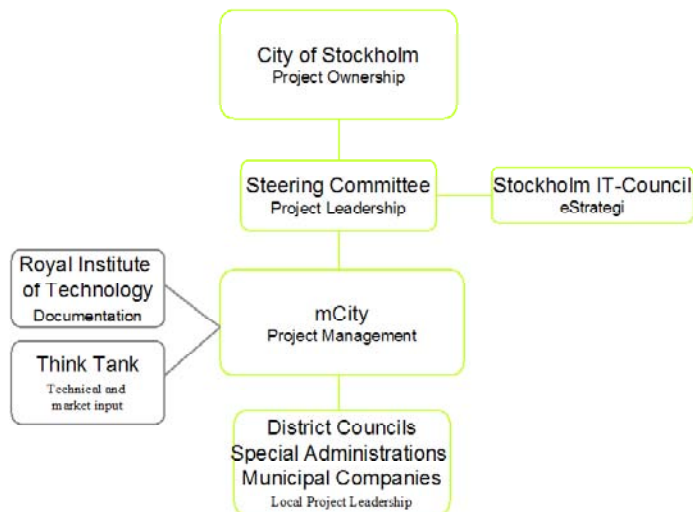 City of Stockholm
Project Ownership
Steering Committee
Project Leadership
Stockholm IT-Council
eStrategi
Royal Institute
of Technology
Documentation
mCity
Project Management
Think Tank
Technical and
market input
District Councils
Special Administrations
Municipal Companies
Local Project Leadership